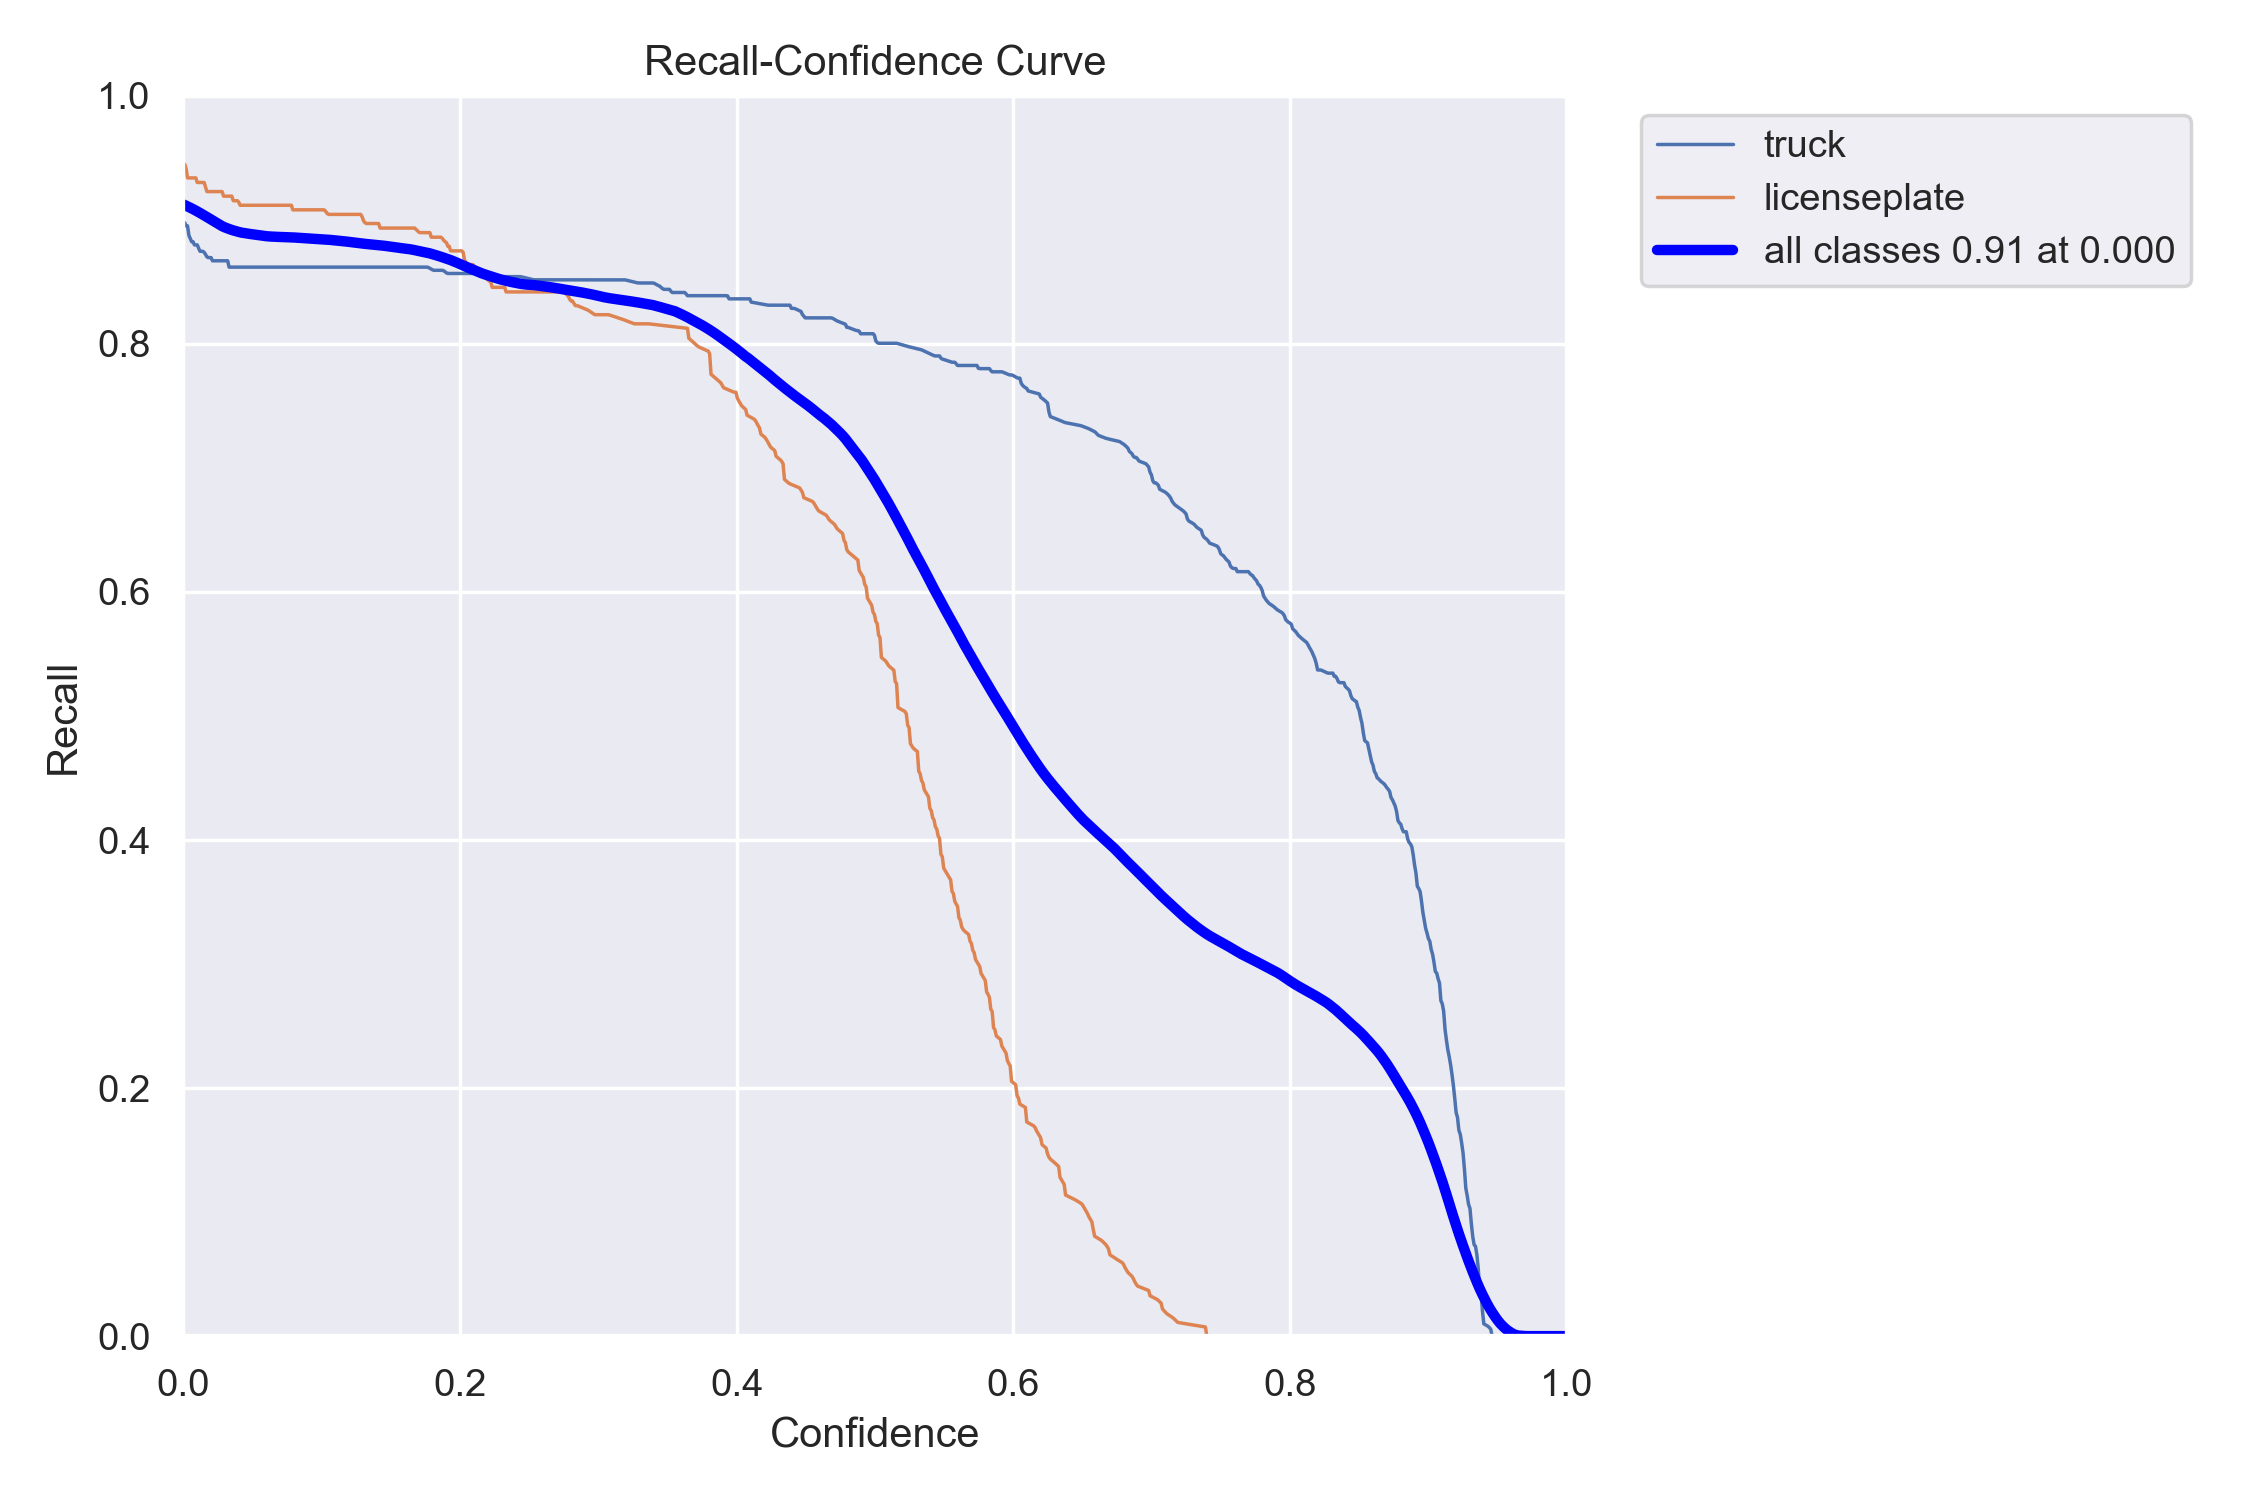 Recall-Confidence Curve
1.0
0.8
0.6
0.4
0.2
0.0
Recall
0.0 0.2 0.4 0.6 0.8 1.0
Confidence
truck
licenseplate
all classes 0.91 at 0.000